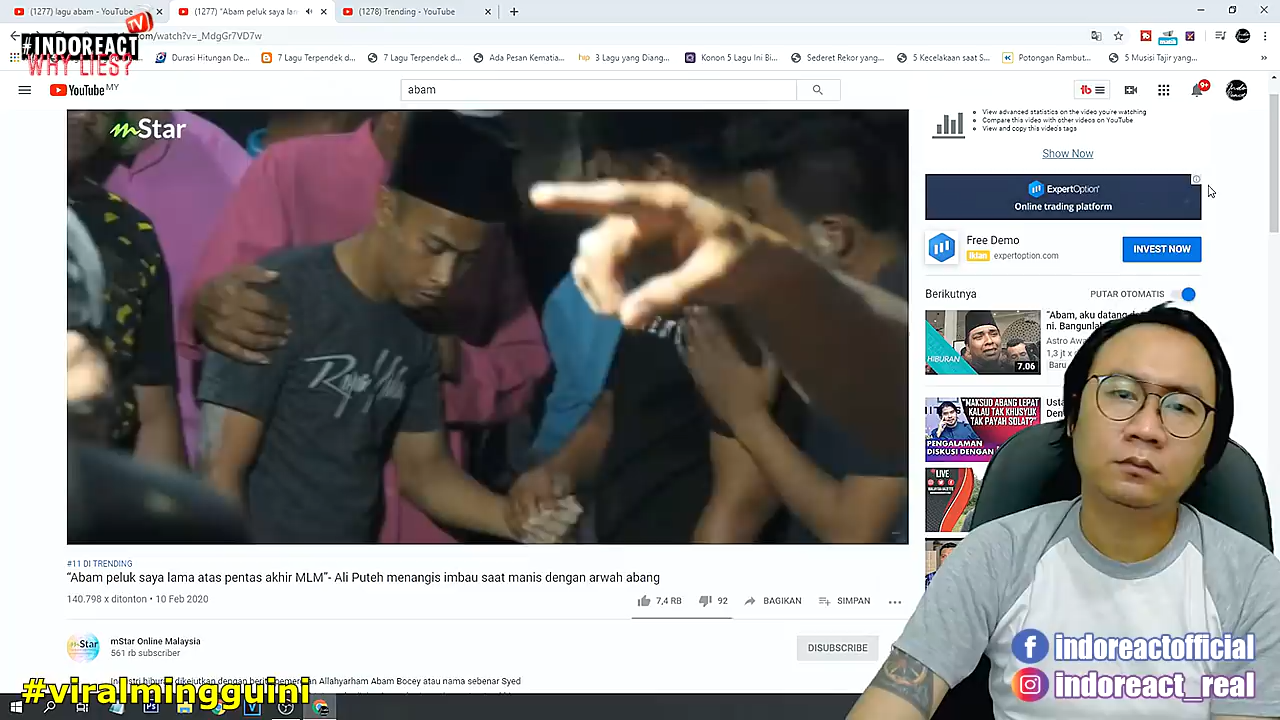 (1277) lagu abam - YouTube
(1277) "Abam peluk saya la
(1278) Trending - YouTube
TV
#INDOREACT
WHY LIES?
.com/watch?v=_MdgGr7VD7w
Durasi Hitungan De...
7 Lagu Terpendek d...
7 Lagu Terpendek d...
Ada Pesan Kematia...
3 Lagu yang Diang...
Konon 5 Lagu Ini Bi...
Sederet Rekor yang...
5 Kecelakaan saat S...
Potongan Rambut...
5 Musisi Tajir yang...
YouTube MY
abam
9+
mStar
View advanced statistics on the video you're watching
Compare this video with other videos on YouTube
View and copy this video's tags
Show Now
ExpertOption
Online trading platform
Free Demo
Iklan expertoption.com
INVEST NOW
Berikutnya
PUTAR OTOMATIS
"Abam, aku datang
ni. Bangunla
Astro Awa
1,3 jt x
Baru
HIBURAN
7.06
MAKSUD ABANG LEPAT
KALAU TAK KHUSYUK
TAK PAYAH SOLAT?
PENGALAMAN
DISKUSI DENGAN
Usta
Den
LIVE
#11 DI TRENDING
"Abam peluk saya lama atas pentas akhir MLM"- Ali Puteh menangis imbau saat manis dengan arwah abang
140.798 x ditonton • 10 Feb 2020
7,4 RB
92
BAGIKAN
SIMPAN
mStar Online Malaysia
561 rb subscriber
DISUBSCRIBE
Allahyarham Abam Bocey atau nama sebenar Syed
#viralmingguini
indoreactofficial
indoreact_real